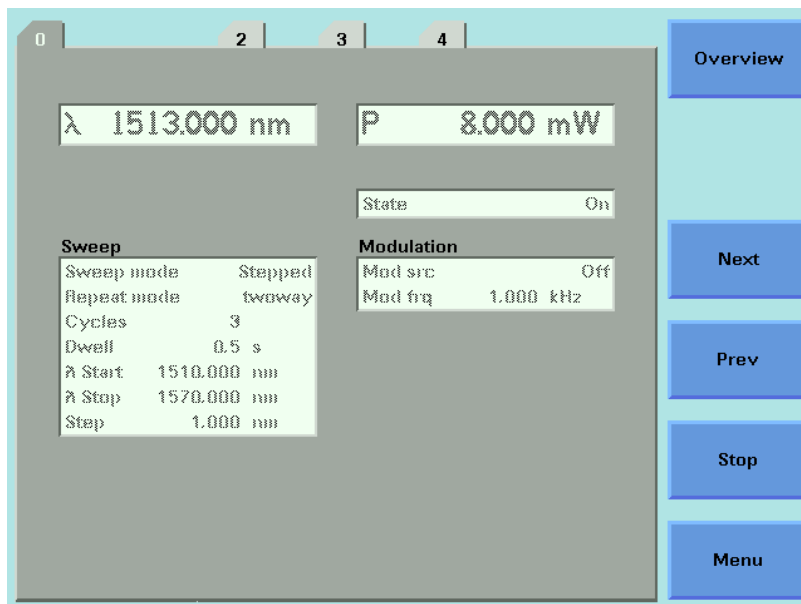 0 2 3 4
Overview
λ 1513.000 nm
P 8.000 mW
State On
Sweep
Sweep mode Stepped
Repeat mode twoway
Cycles 3
Dwell 0.5 s
λ Start 1510.000 nm
λ Stop 1570.000 nm
Step 1.000 nm
Modulation
Mod src Off
Mod frq 1.000 kHz
Next
Prev
Stop
Menu